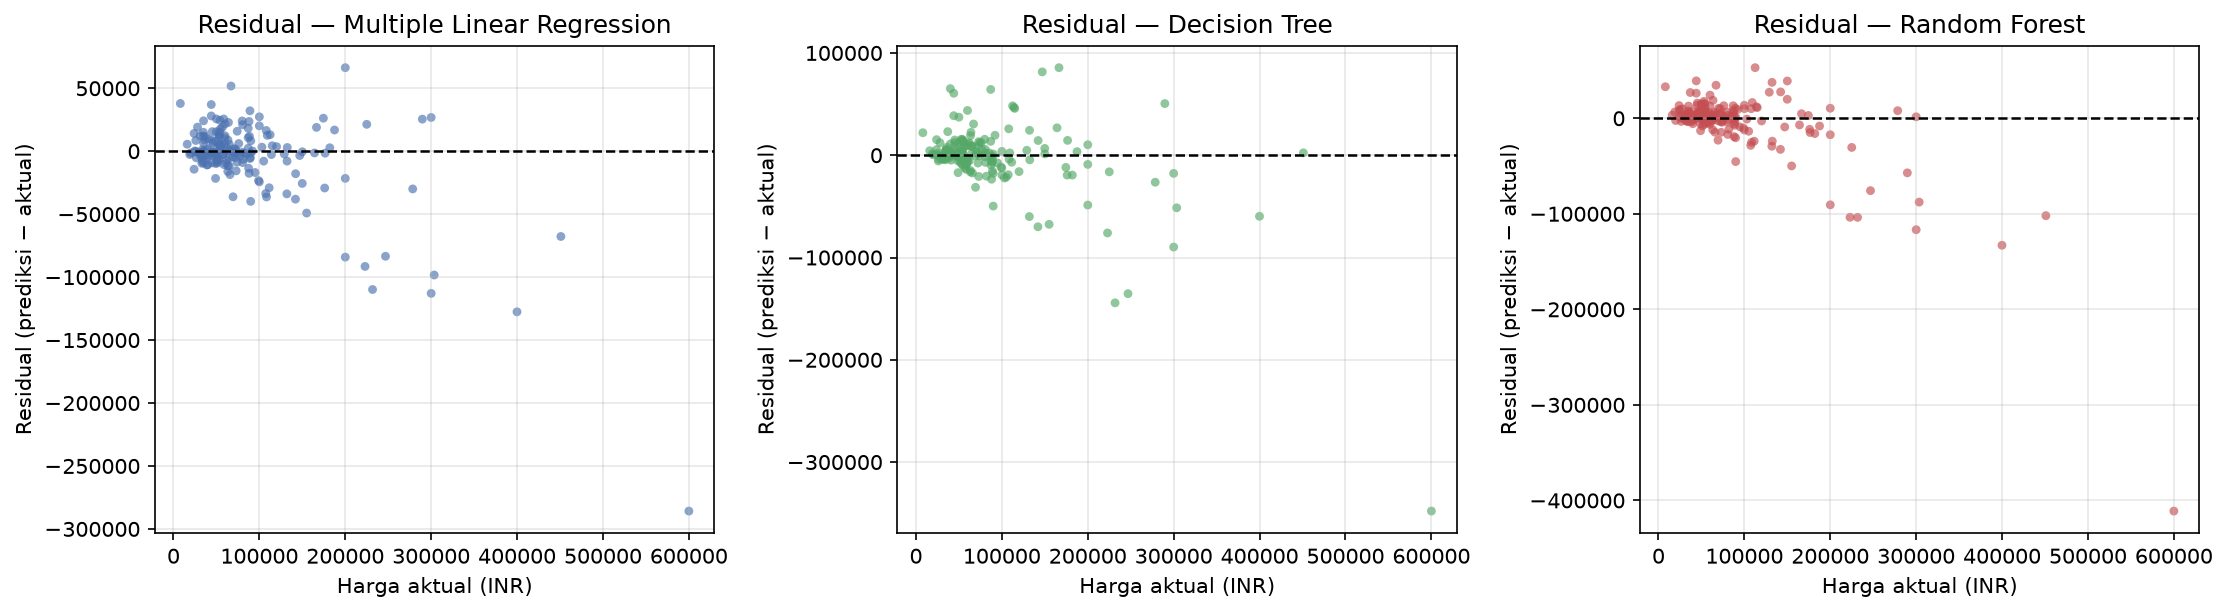 Residual — Multiple Linear Regression
Residual (prediksi − aktual)
50000
0
−50000
−100000
−150000
−200000
−250000
−300000
0 100000 200000 300000 400000 500000 600000
Harga aktual (INR)
Residual — Decision Tree
Residual (prediksi − aktual)
100000
0
−100000
−200000
−300000
0 100000 200000 300000 400000 500000 600000
Harga aktual (INR)
Residual — Random Forest
Residual (prediksi − aktual)
0
−100000
−200000
−300000
−400000
0 100000 200000 300000 400000 500000 600000
Harga aktual (INR)